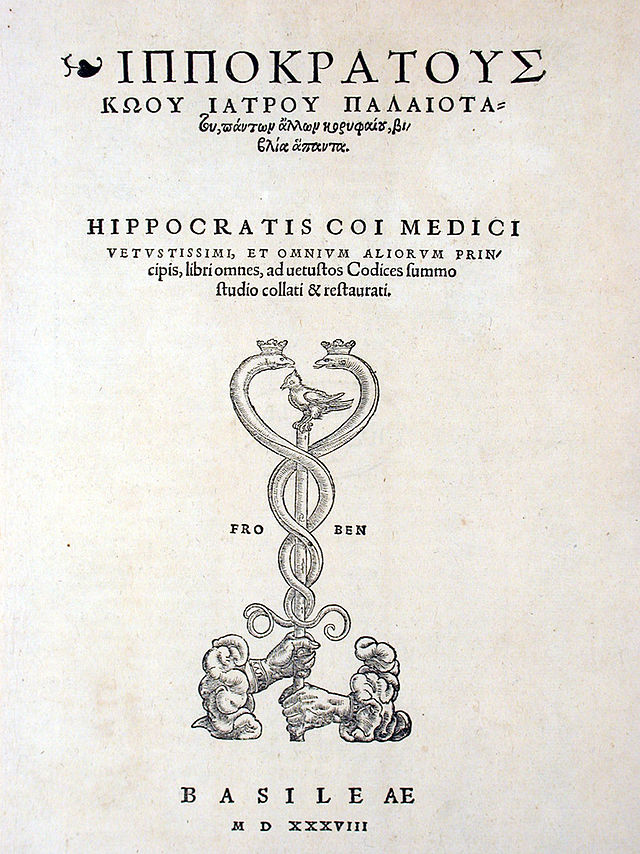 ΙΠΠΟΚΡΑΤΟΥΣ
ΚΩΟΥ ΙΑΤΡΟΥ ΠΑΛΑΙΟΤΑ=
του, πάντων ἄλλων κορυφαίου, βι/
βλία ἅπαντα.
HIPPOCRATIS COI MEDICI
VETVSTISSIMI, ET OMNIVM ALIORVM PRIN/
cipis, libri omnes, ad uetuſtos Codices ſummo
ſtudio collati & reſtaurati.
FRO BEN
BASILEAE
M D XXXVIII